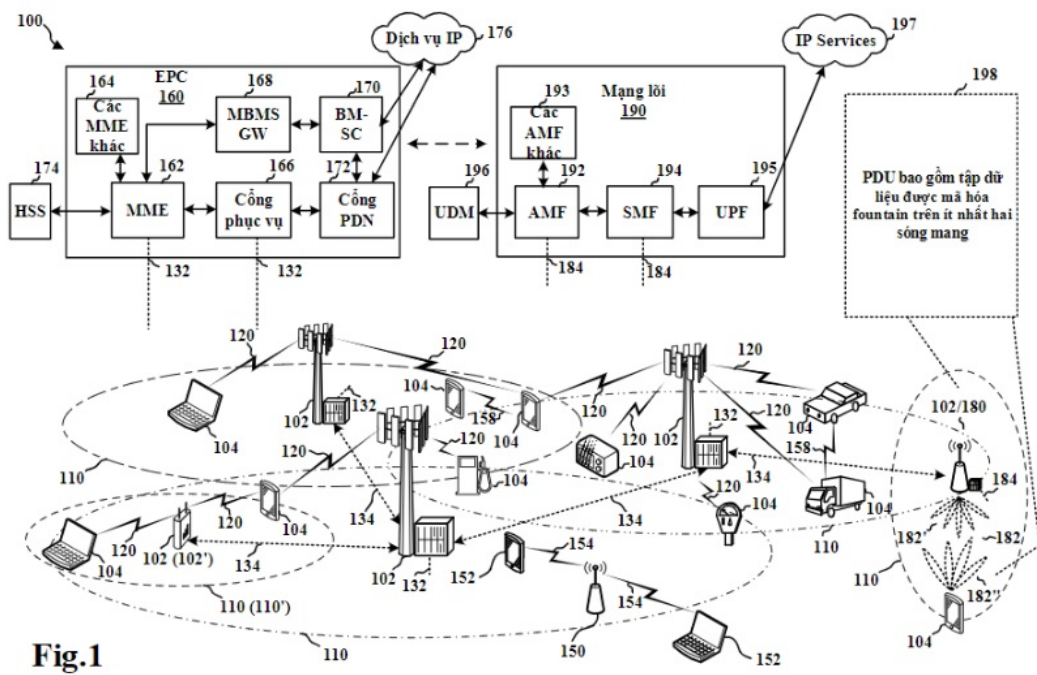 100
Dịch vụ IP
176
IP Services
197
EPC
160
164
Các
MME
khác
168
MBMS
GW
170
BM-
SC
174
HSS
162
MME
166
Cổng
phục vụ
172
Cổng
PDN
132
132
Mạng lõi
190
193
Các
AMF
khác
196
UDM
192
AMF
194
SMF
195
UPF
184
184
198
PDU bao gồm tập dữ
liệu được mã hóa
fountain trên ít nhất hai
sóng mang
120
120
120
120
104
102
132
104
158
104
120
120
102
132
120
104
158
102/180
104
110
120
120
104
134
104
134
184
120
104
134
120
104
110
182'
182
120
104
120
102 (102')
104
134
102
132
152
154
154
110
182''
110 (110')
110
150
152
104
Fig.1